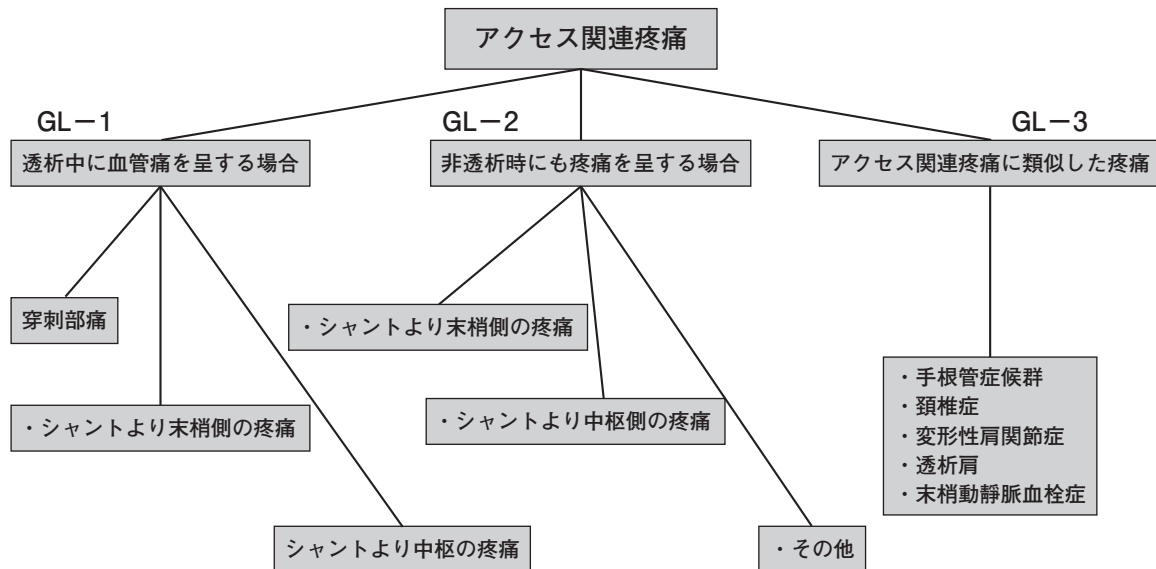 アクセス関連疼痛
GL－1
GL－2
GL－3
透析中に血管痛を呈する場合
非透析時にも疼痛を呈する場合
アクセス関連疼痛に類似した疼痛
穿刺部痛
・シャントより末梢側の疼痛
シャントより中枢の疼痛
・シャントより末梢側の疼痛
・シャントより中枢側の疼痛
・その他
・手根管症候群
・頚椎症
・変形性肩関節症
・透析肩
・末梢動靜脈血栓症